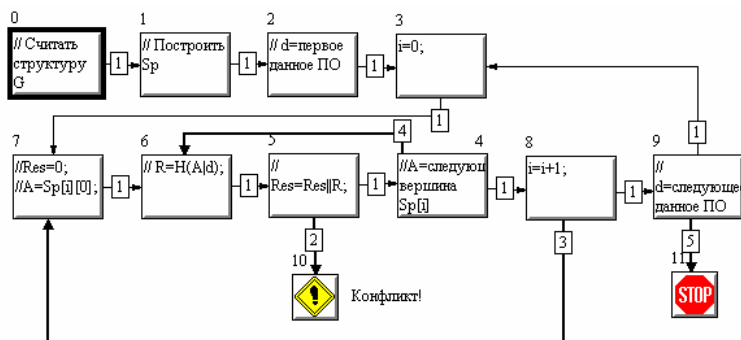 0
// Считать
структуру
G
1
1
// Построить
Sp
1
2
// d=первое
данное ПО
1
3
i=0;
1
1
7
//Res=0;
//A=Sp[i][0];
1
6
// R=H(A|d);
1
5
//
Res=Res||R;
1
2
4
4
//A=следующ
вершина
Sp[i]
1
8
i=i+1;
1
3
9
//
d=следующее
данное ПО
5
10
Конфликт!
11
STOP